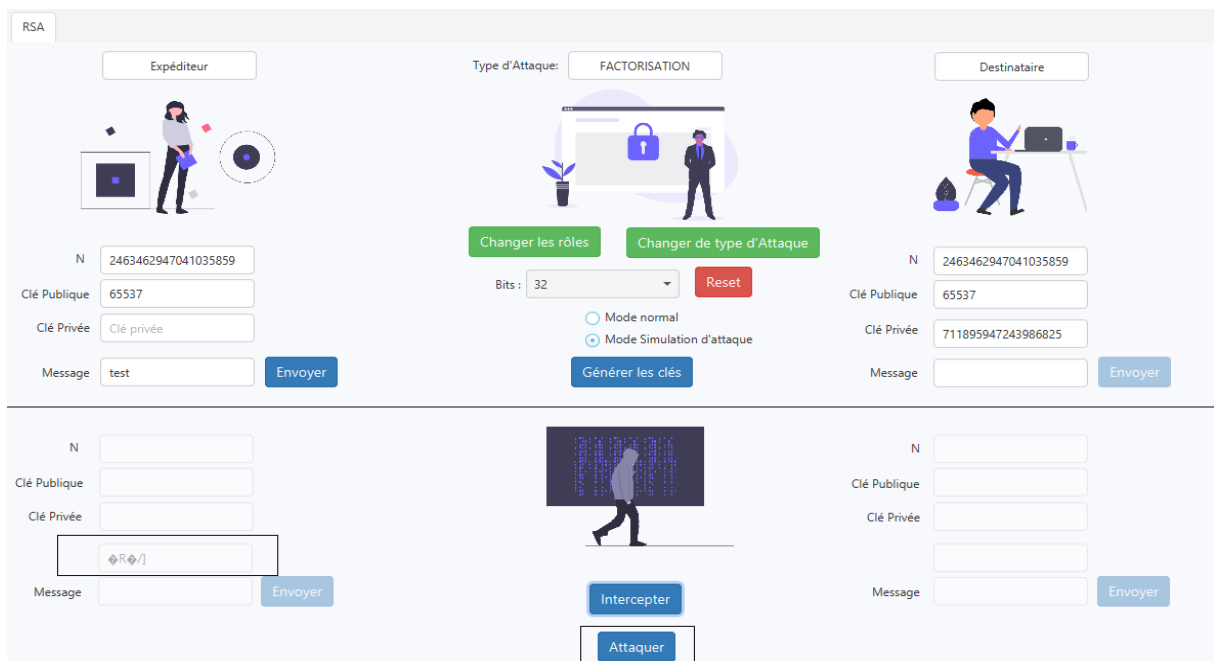 RSA
Expéditeur
Type d'Attaque: FACTORISATION
Destinataire
Changer les rôles
Changer de type d'Attaque
N 2463462947041035859
Clé Publique 65537
Clé Privée Clé privée
Message test Envoyer
Bits : 32 Reset
Mode normal
Mode Simulation d'attaque
Générer les clés
N 2463462947041035859
Clé Publique 65537
Clé Privée 711895947243986825
Message Envoyer
N
Clé Publique
Clé Privée
�R�/]
Message Envoyer
Intercepter
Attaquer
N
Clé Publique
Clé Privée
Message Envoyer